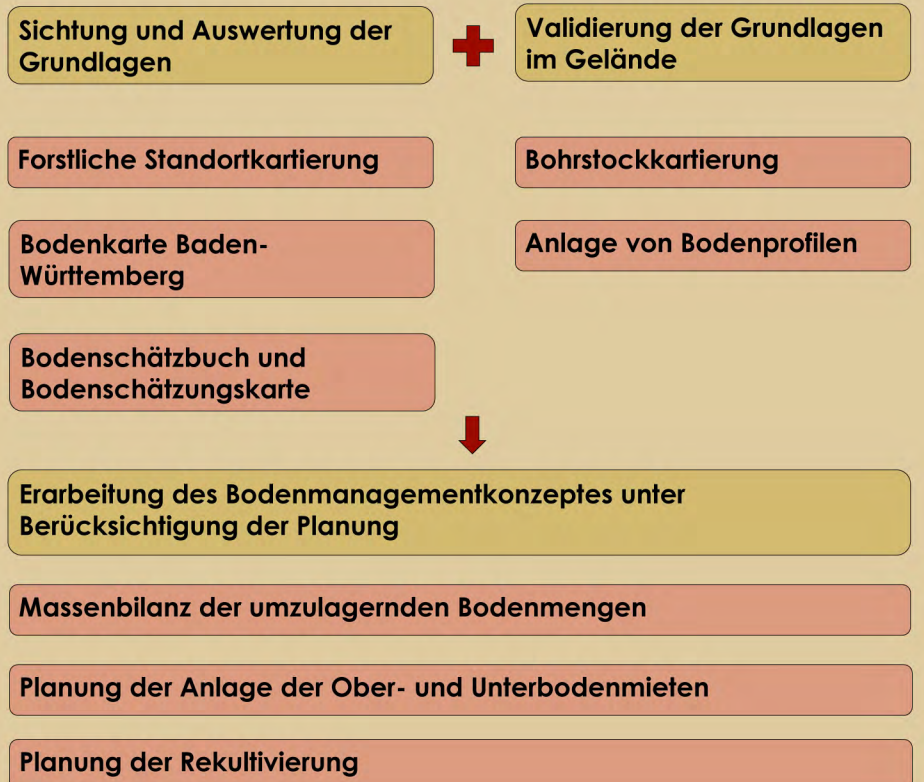 Sichtung und Auswertung der
Grundlagen
Validierung der Grundlagen
im Gelände
Forstliche Standortkartierung
Bohrstockkartierung
Bodenkarte Baden-
Württemberg
Anlage von Bodenprofilen
Bodenschätzbuch und
Bodenschätzungskarte
Erarbeitung des Bodenmanagementkonzeptes unter
Berücksichtigung der Planung
Massenbilanz der umzulagernden Bodenmengen
Planung der Anlage der Ober- und Unterbodenmieten
Planung der Rekultivierung